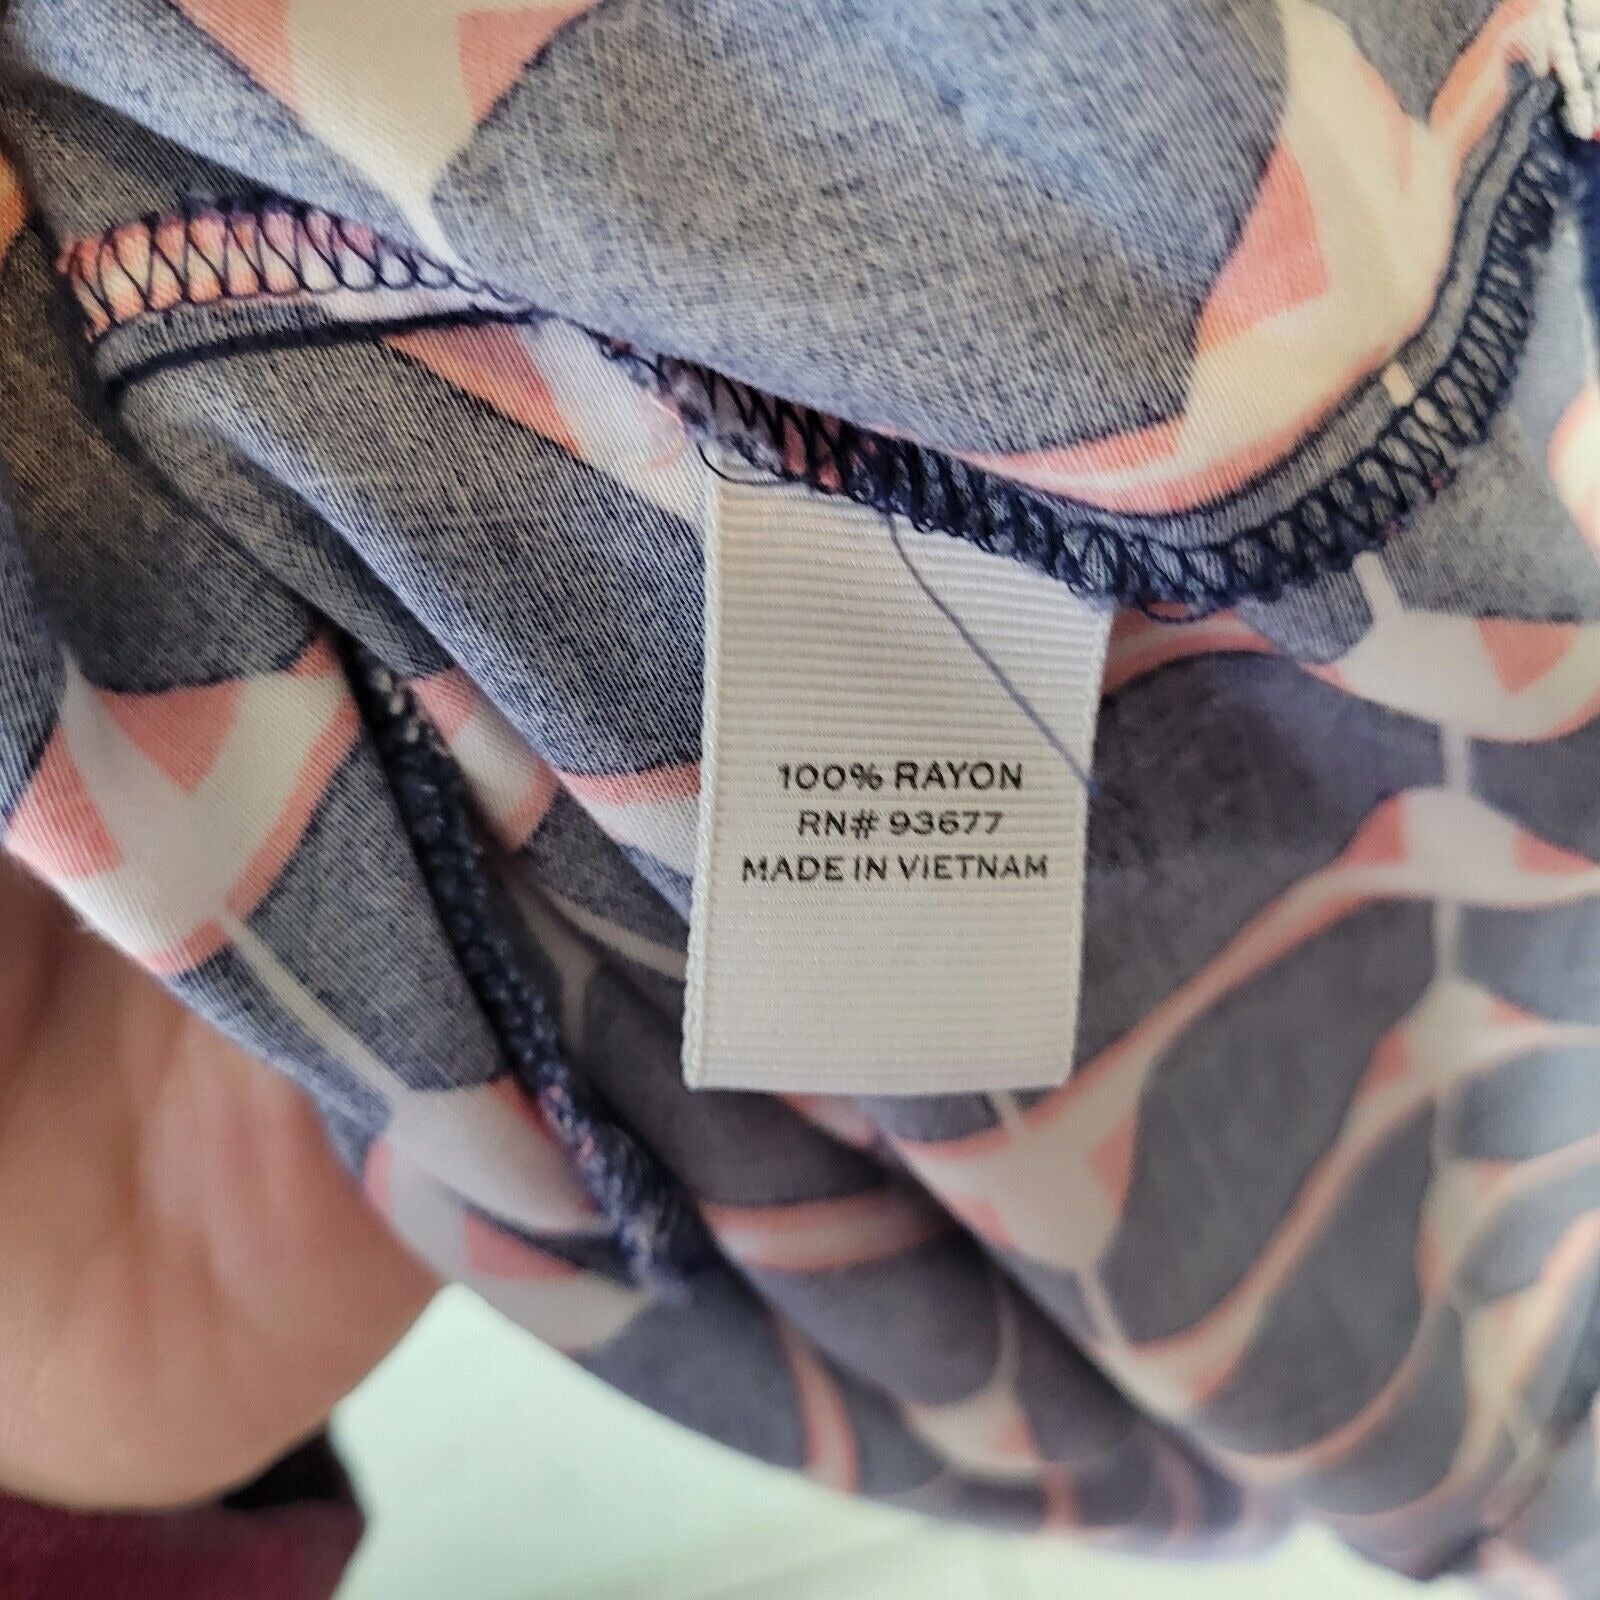 100% RAYON
RN# 93677
MADE IN VIETNAM